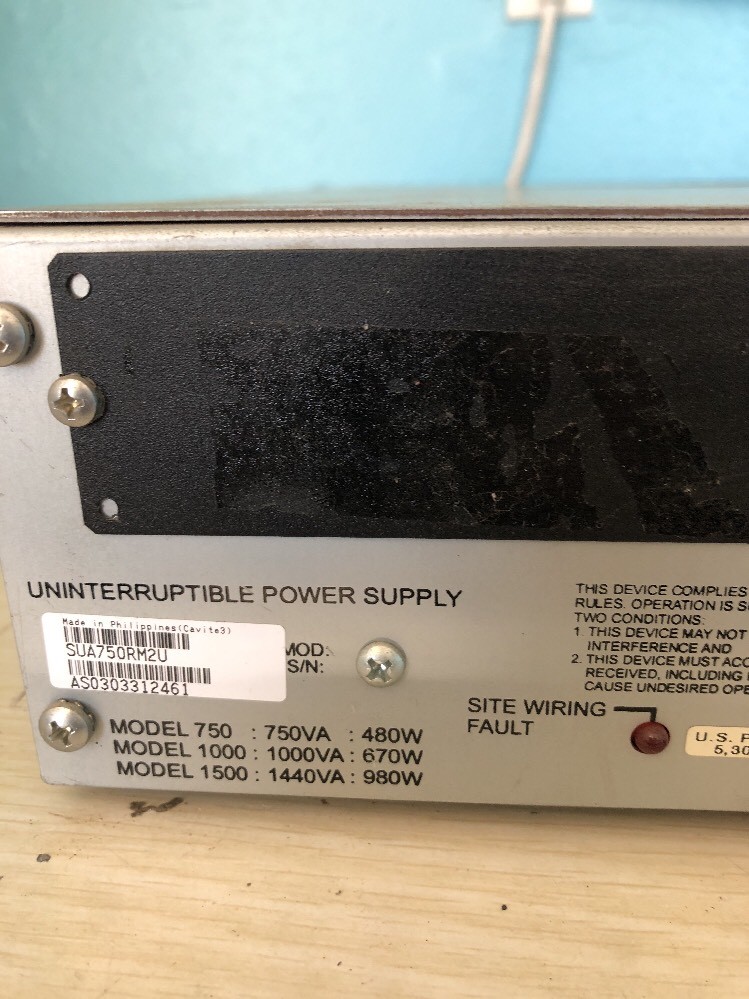 UNINTERRUPTIBLE POWER SUPPLY
Made in Philippines(Cavite3)
SUA750RM2U
AS0303312461
MOD:
S/N:
MODEL 750 : 750VA : 480W
MODEL 1000 : 1000VA : 670W
MODEL 1500 : 1440VA : 980W
THIS DEVICE COMPLIES
RULES. OPERATION IS
TWO CONDITIONS:
1. THIS DEVICE MAY NOT
INTERFERENCE AND
2. THIS DEVICE MUST
RECEIVED, INCLUDING
CAUSE UNDESIRED
SITE WIRING
FAULT
U.S.
5,30